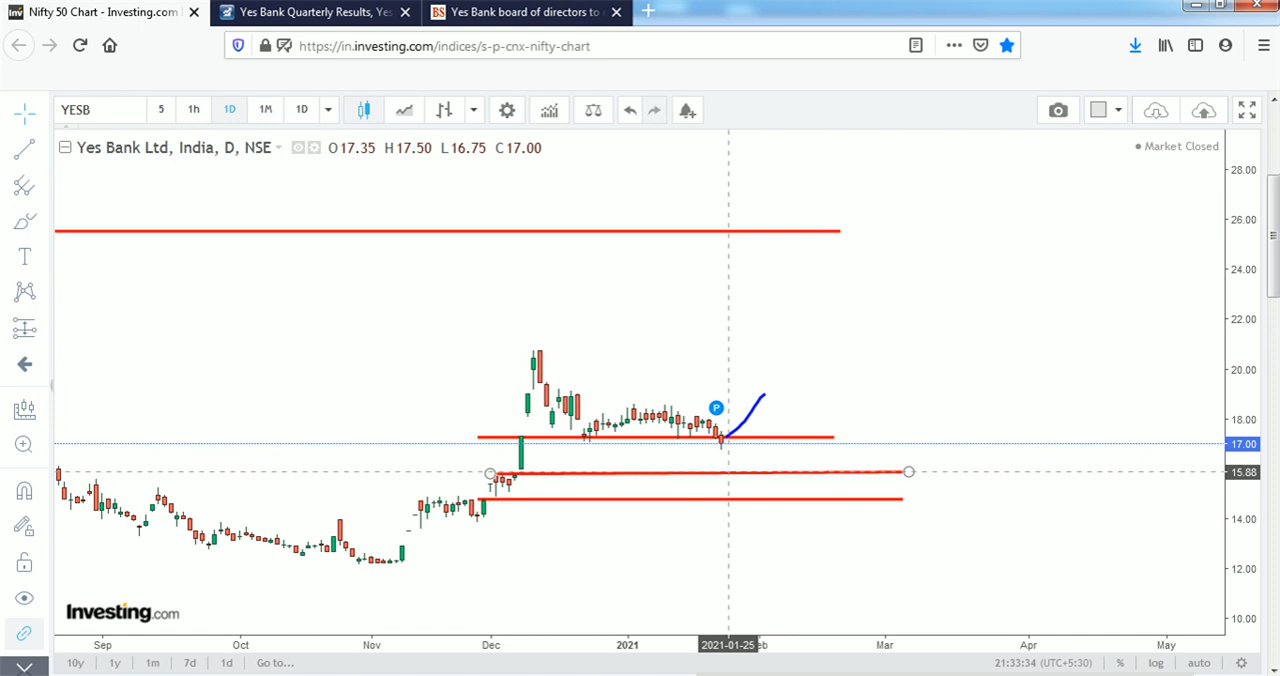 Nifty 50 Chart - Investing.com
Yes Bank Quarterly Results, Yes
Yes Bank board of directors to
https://in.investing.com/indices/s-p-cnx-nifty-chart
YESB 5 1h 1D 1M 1D
Yes Bank Ltd, India, D, NSE O17.35 H17.50 L16.75 C17.00
Market Closed
28.00
26.00
24.00
22.00
20.00
P
18.00
17.00
15.88
14.00
12.00
Investing.com
10.00
Sep Oct Nov Dec 2021 2021-01-25 eb Mar Apr May
10y 1y 1m 7d 1d Go to... 21:33:34 (UTC+5:30) % log auto